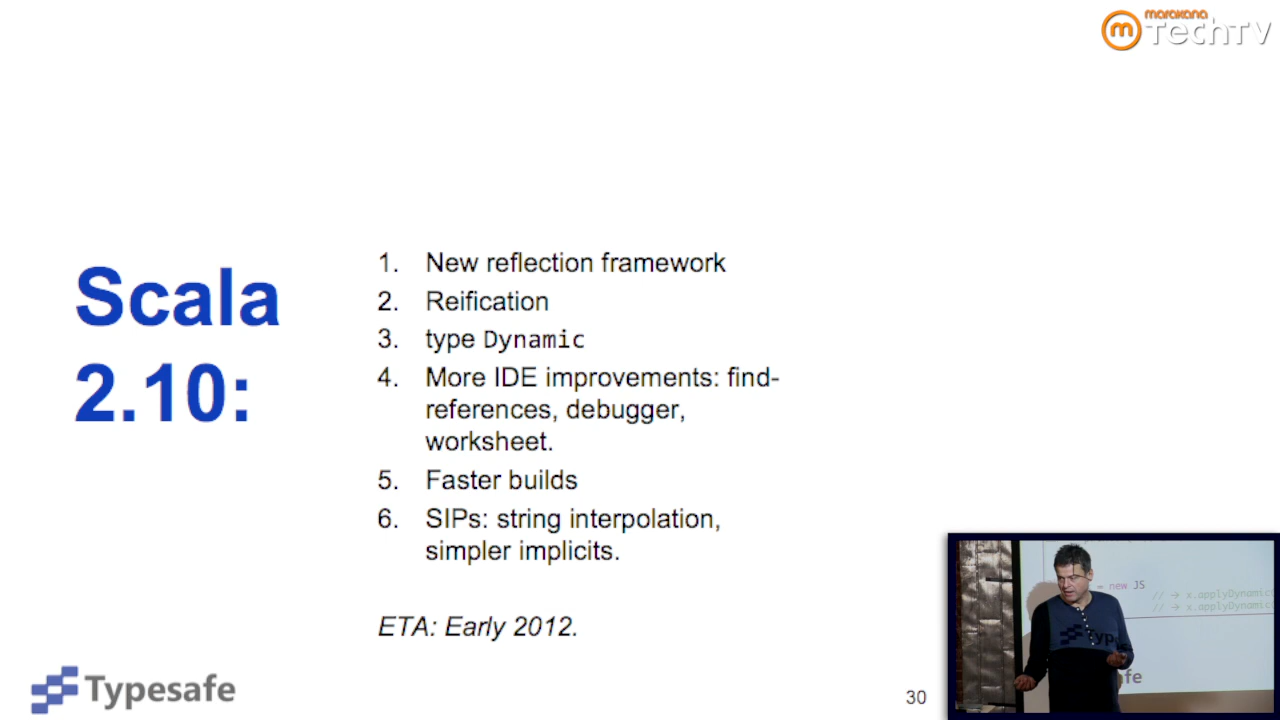 marakana
TechTV
Scala
2.10:
1. New reflection framework
2. Reification
3. type Dynamic
4. More IDE improvements: find-
references, debugger,
worksheet.
5. Faster builds
6. SIPs: string interpolation,
simpler implicits.
ETA: Early 2012.
Typesafe
30
= new JS
// → x.applyDynamic
// → x.applyDynamic